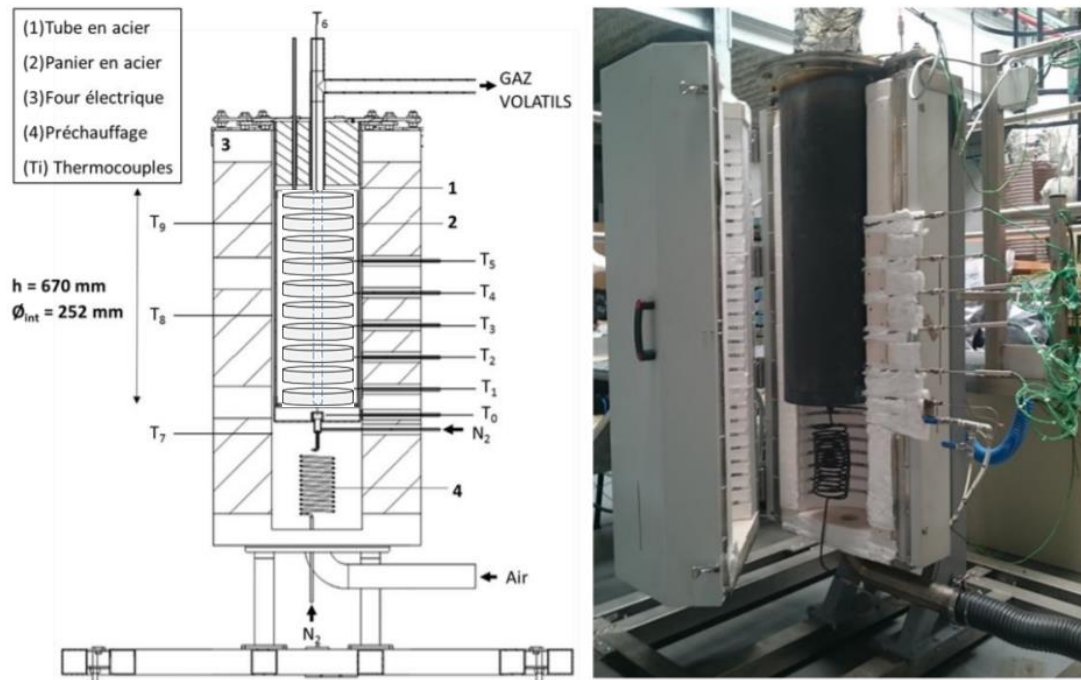 (1)Tube en acier
(2)Panier en acier
(3)Four électrique
(4)Préchauffage
(Ti) Thermocouples
T6
GAZ
VOLATILS
3
1
2
T9
T5
h = 670 mm
Øint = 252 mm
T4
T8
T3
T2
T1
T0
T7
N2
4
Air
N2